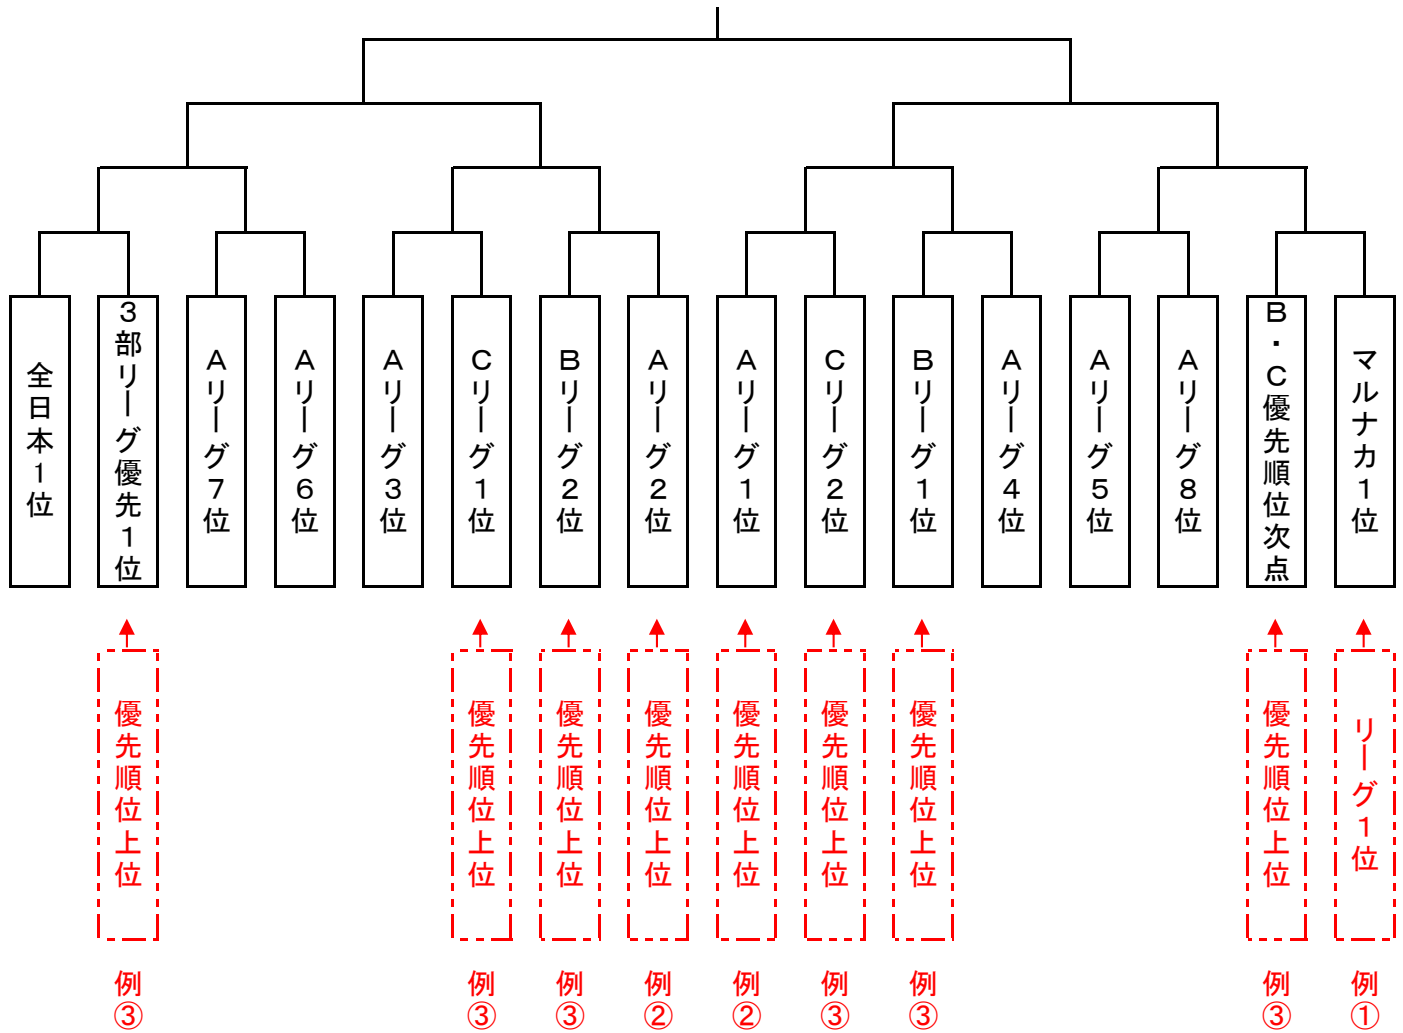 全日本１位
３部リーグ優先１位
Ａリーグ７位
Ａリーグ６位
Ａリーグ３位
Ｃリーグ１位
Ｂリーグ２位
Ａリーグ２位
Ａリーグ１位
Ｃリーグ２位
Ｂリーグ１位
Ａリーグ４位
Ａリーグ５位
Ａリーグ８位
Ｂ・Ｃ優先順位次点
マルナカ１位
優先順位上位
優先順位上位
優先順位上位
優先順位上位
優先順位上位
優先順位上位
優先順位上位
優先順位上位
リーグ１位
例③
例③
例③
例②
例②
例③
例③
例③
例①